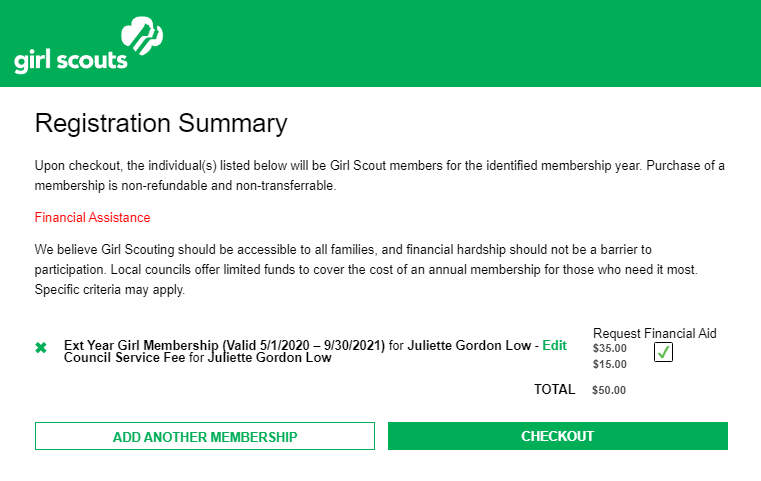 girl scouts
Registration Summary
Upon checkout, the individual(s) listed below will be Girl Scout members for the identified membership year. Purchase of a
membership is non-refundable and non-transferrable.
Financial Assistance
We believe Girl Scouting should be accessible to all families, and financial hardship should not be a barrier to
participation. Local councils offer limited funds to cover the cost of an annual membership for those who need it most.
Specific criteria may apply.
Request Financial Aid
Ext Year Girl Membership (Valid 5/1/2020 – 9/30/2021) for Juliette Gordon Low - Edit $35.00
Council Service Fee for Juliette Gordon Low $15.00
TOTAL $50.00
ADD ANOTHER MEMBERSHIP CHECKOUT